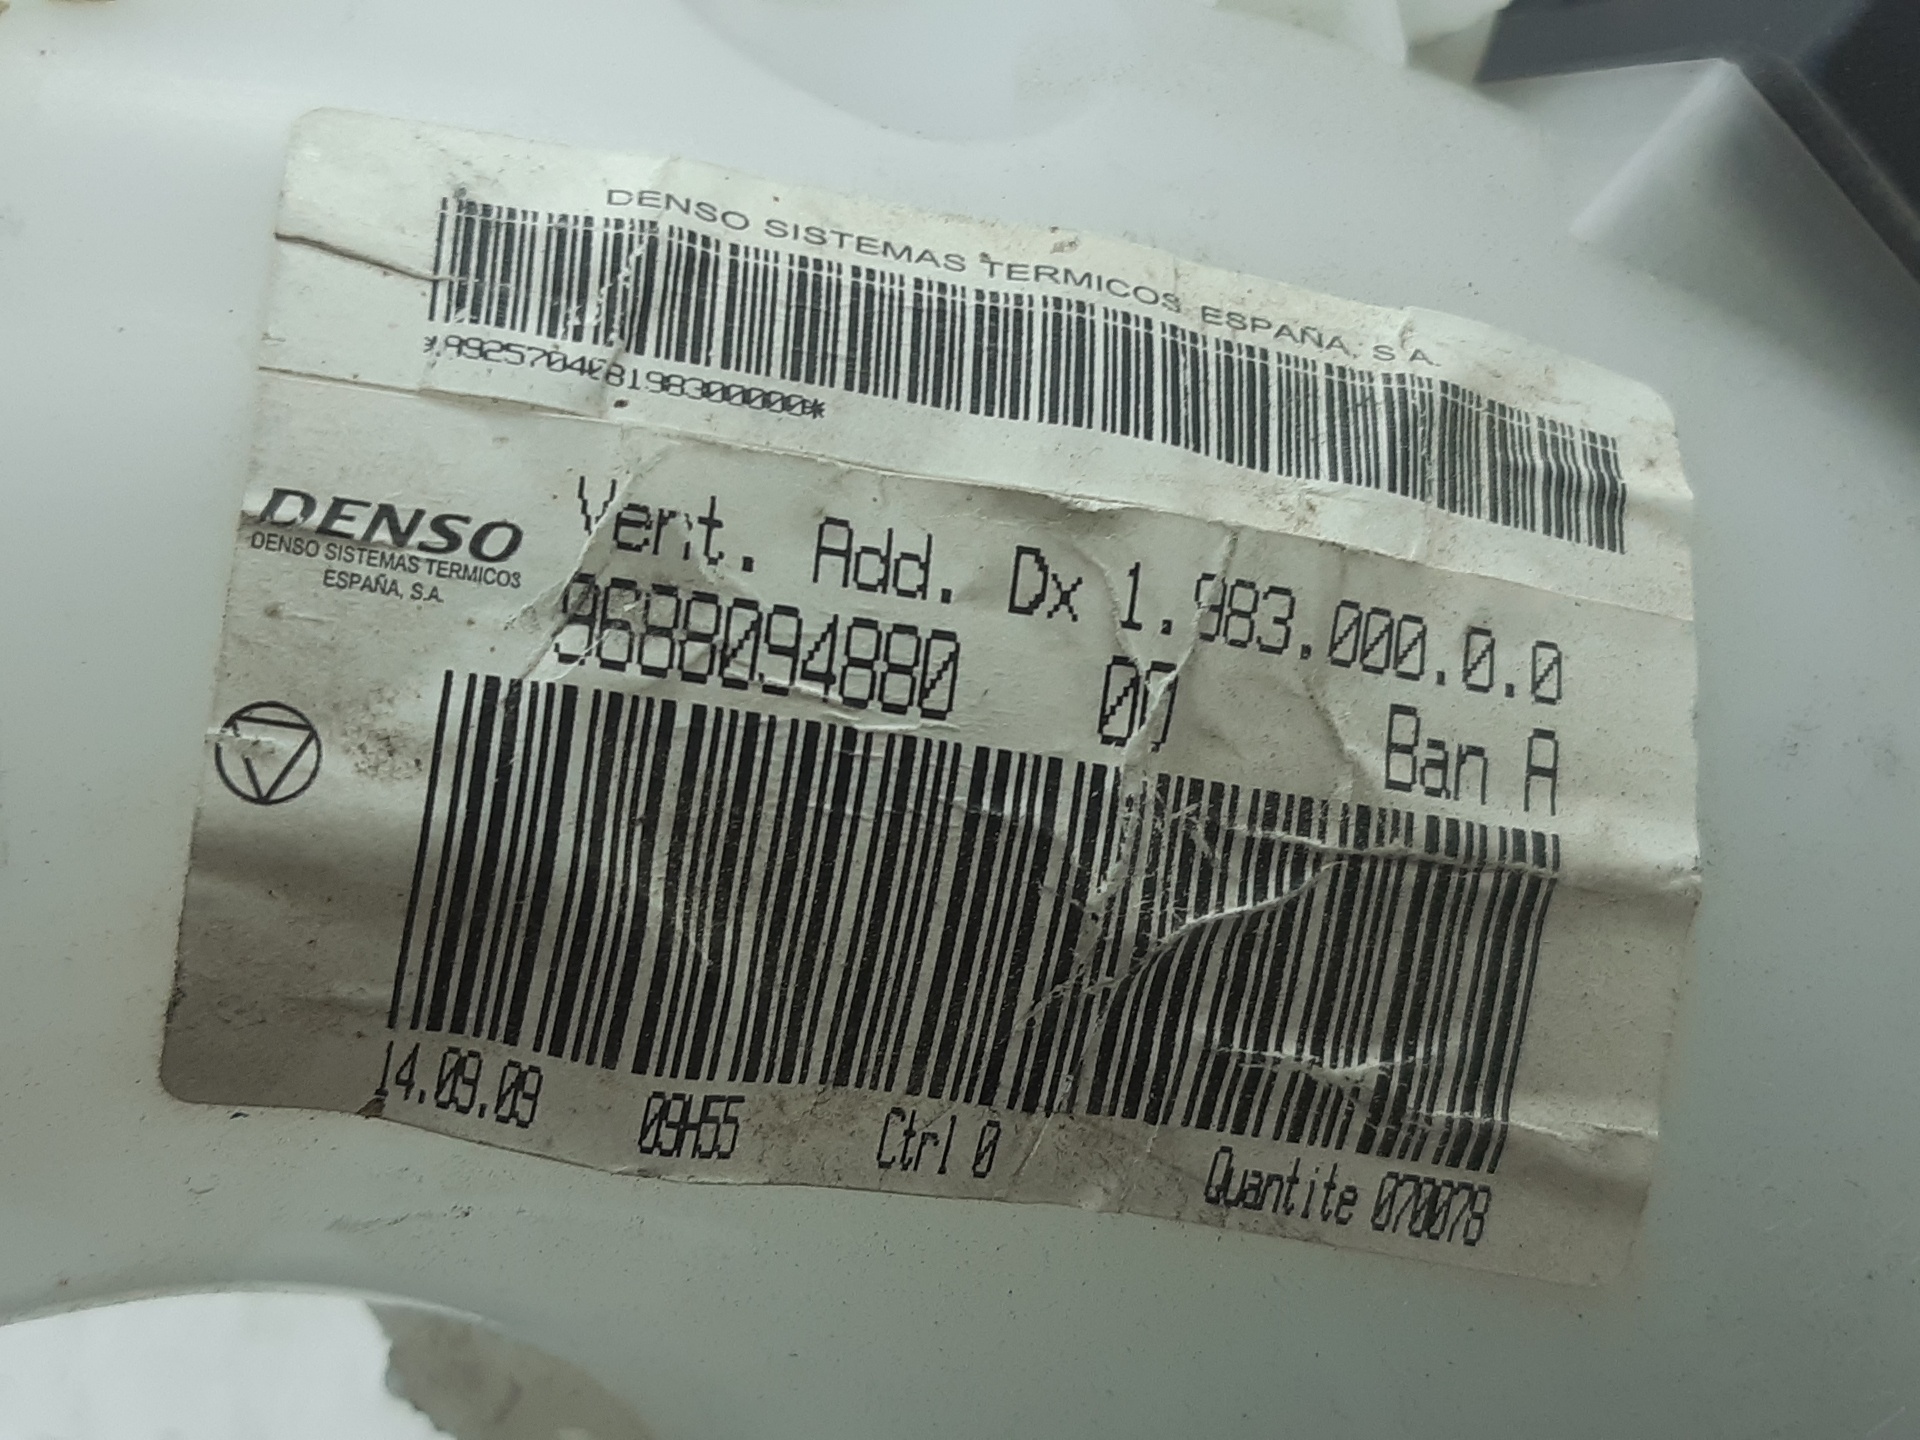 DENSO SISTEMAS TERMICOS ESPAÑA, S.A.
*9925704081983000000*
DENSO
DENSO SISTEMAS TERMICOS
ESPAÑA, S.A.
Vent. Add. Dx 1.983.000.0.0
9688094880 00 Ban A
14.09.09 09H55 Ctrl 0 Quantite 070078